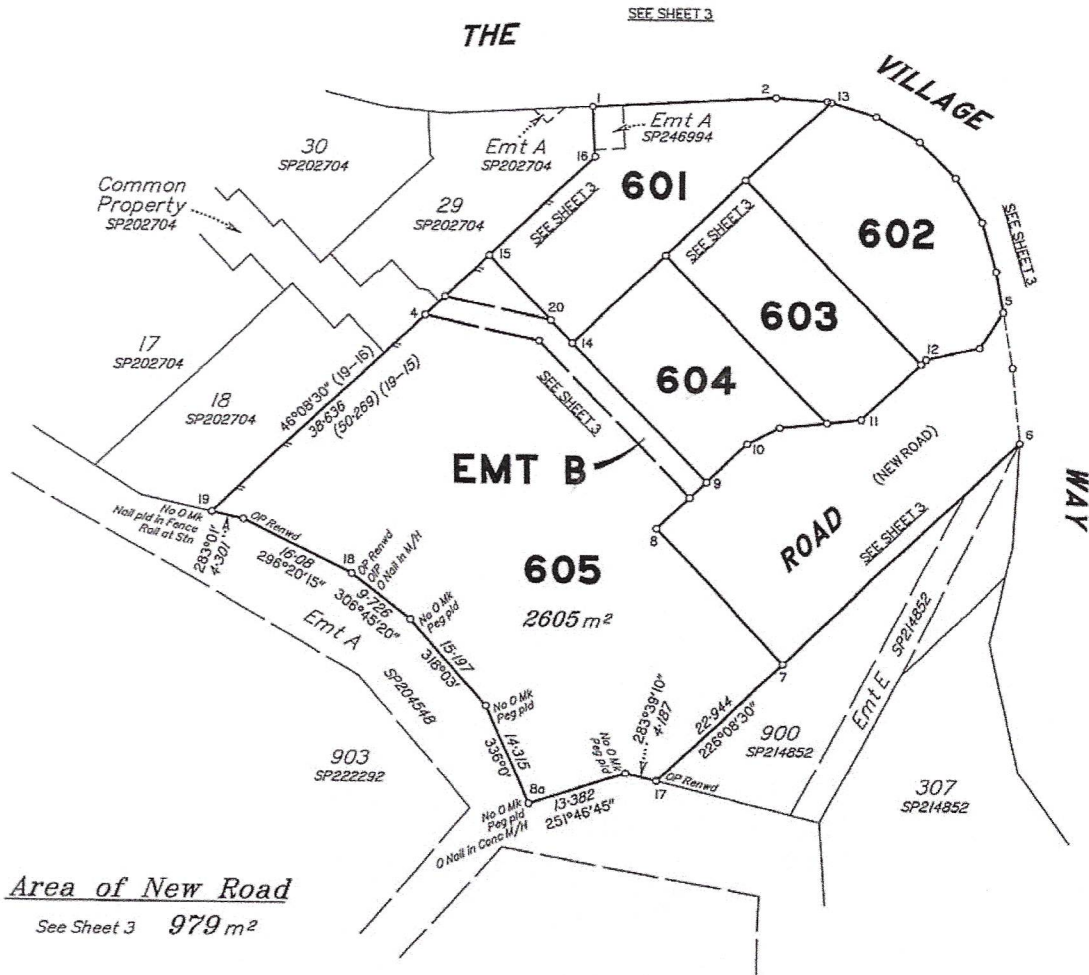 SEE SHEET 3
THE
VILLAGE
WAY
1
2
13
Emt A
SP202704
Emt A
SP246994
30
SP202704
16
Common
Property
SP202704
29
SP202704
601
SEE SHEET 3
SEE SHEET 3
602
SEE SHEET 3
15
5
4
20
14
603
12
17
SP202704
18
SP202704
46°08'30" (19-16)
38·636
(50·269) (19-15)
SEE SHEET 3
604
11
10
6
EMT B
9
(NEW ROAD)
ROAD
SEE SHEET 3
8
19
No O Mk
Nail pld in Fence
Rail at Stn
283°01'
4·301
OP Renwd
16·08
296°20'15"
18
OP Renwd
O/P
O Nail in M/H
9·726
306°45'20"
No O Mk
Peg pld
605
2605 m²
15·197
318°03'
Emt A
SP204548
No O Mk
Peg pld
14·315
336°0'
7
Emt E
SP214852
903
SP222292
8a
No O Mk
Peg pld
O Nail in Conc M/H
13·382
251°46'45"
No O Mk
Peg pld
283°39'10"
4·187
22·944
226°08'30"
17
OP Renwd
900
SP214852
307
SP214852
Area of New Road
See Sheet 3 979 m²